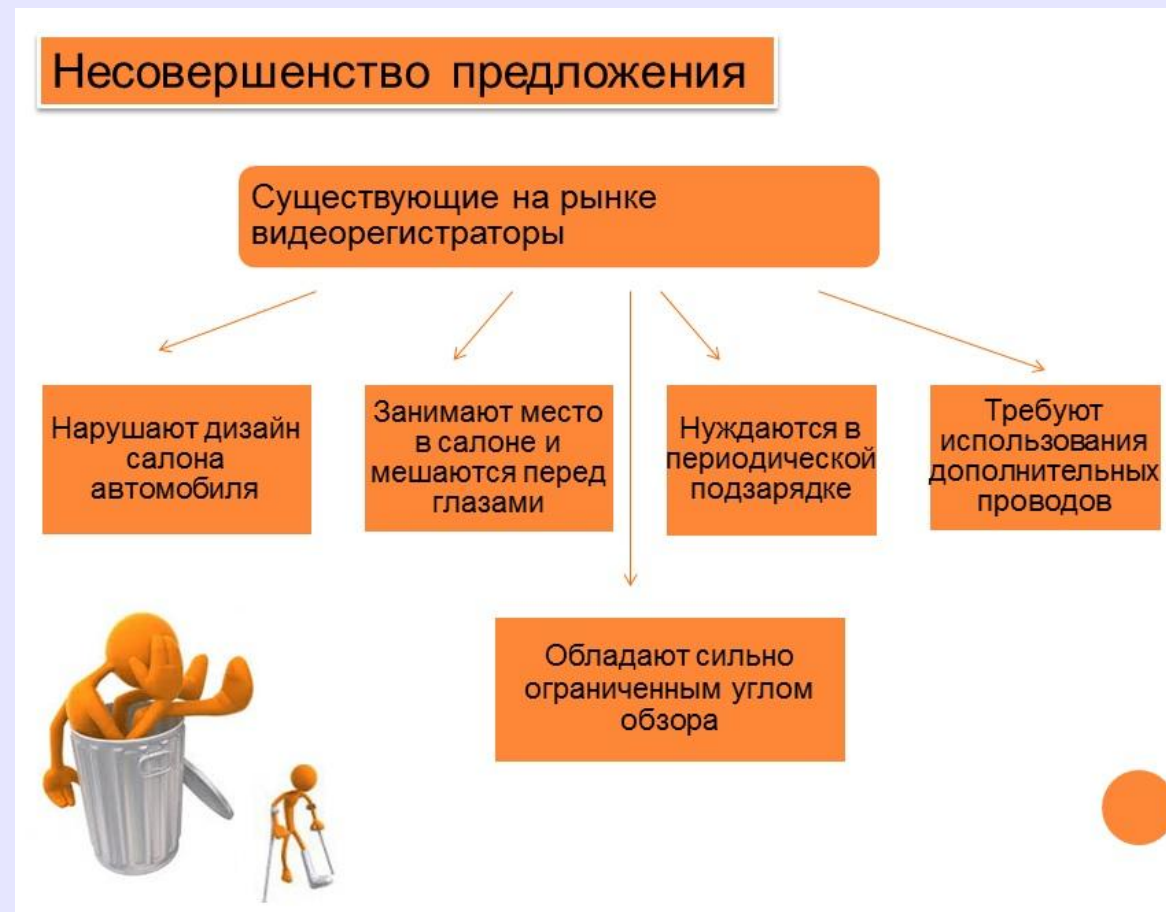 Несовершенство предложения
Существующие на рынке
видеорегистраторы
Нарушают дизайн
салона
автомобиля
Занимают место
в салоне и
мешаются перед
глазами
Нуждаются в
периодической
подзарядке
Требуют
использования
дополнительных
проводов
Обладают сильно
ограниченным углом
обзора